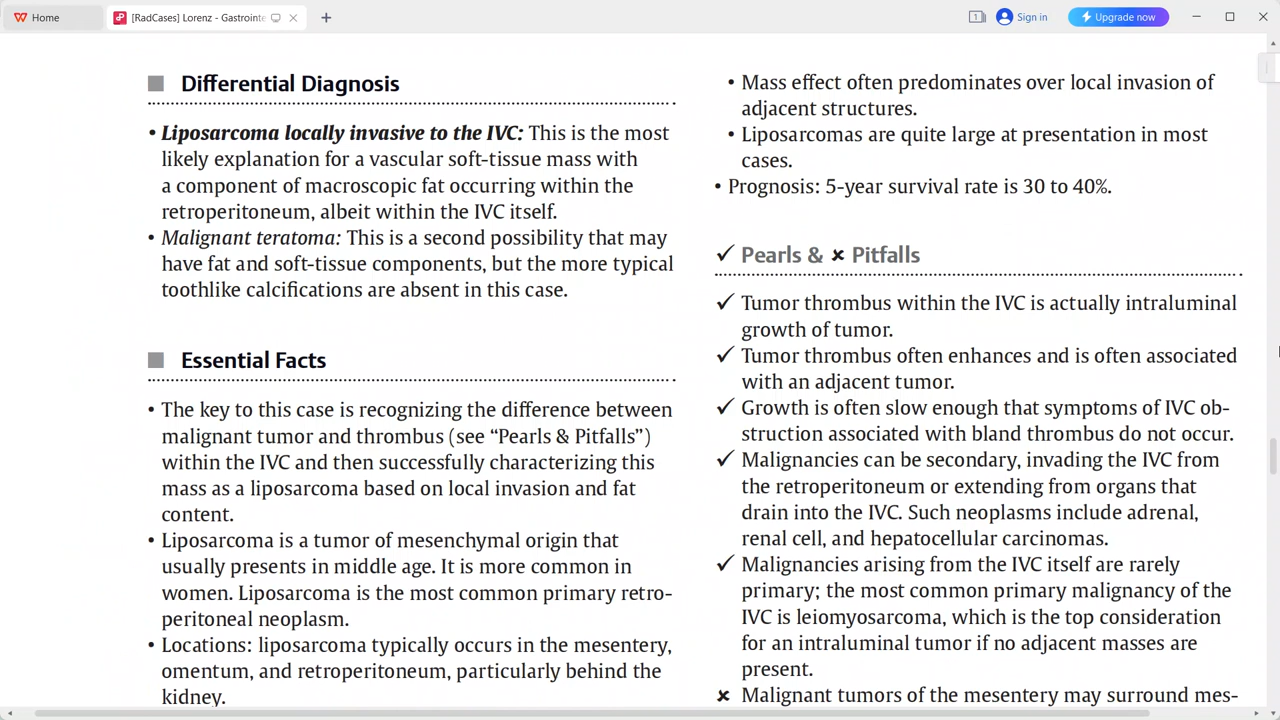 Home
[RadCases] Lorenz - Gastrointe
1
Sign in
Upgrade now
Differential Diagnosis
• Liposarcoma locally invasive to the IVC: This is the most
likely explanation for a vascular soft-tissue mass with
a component of macroscopic fat occurring within the
retroperitoneum, albeit within the IVC itself.
• Malignant teratoma: This is a second possibility that may
have fat and soft-tissue components, but the more typical
toothlike calcifications are absent in this case.
Essential Facts
• The key to this case is recognizing the difference between
malignant tumor and thrombus (see “Pearls & Pitfalls”)
within the IVC and then successfully characterizing this
mass as a liposarcoma based on local invasion and fat
content.
• Liposarcoma is a tumor of mesenchymal origin that
usually presents in middle age. It is more common in
women. Liposarcoma is the most common primary retro-
peritoneal neoplasm.
• Locations: liposarcoma typically occurs in the mesentery,
omentum, and retroperitoneum, particularly behind the
kidney.
• Mass effect often predominates over local invasion of
adjacent structures.
• Liposarcomas are quite large at presentation in most
cases.
• Prognosis: 5-year survival rate is 30 to 40%.
✓ Pearls & ✗ Pitfalls
✓ Tumor thrombus within the IVC is actually intraluminal
growth of tumor.
✓ Tumor thrombus often enhances and is often associated
with an adjacent tumor.
✓ Growth is often slow enough that symptoms of IVC ob-
struction associated with bland thrombus do not occur.
✓ Malignancies can be secondary, invading the IVC from
the retroperitoneum or extending from organs that
drain into the IVC. Such neoplasms include adrenal,
renal cell, and hepatocellular carcinomas.
✓ Malignancies arising from the IVC itself are rarely
primary; the most common primary malignancy of the
IVC is leiomyosarcoma, which is the top consideration
for an intraluminal tumor if no adjacent masses are
present.
✗ Malignant tumors of the mesentery may surround mes-